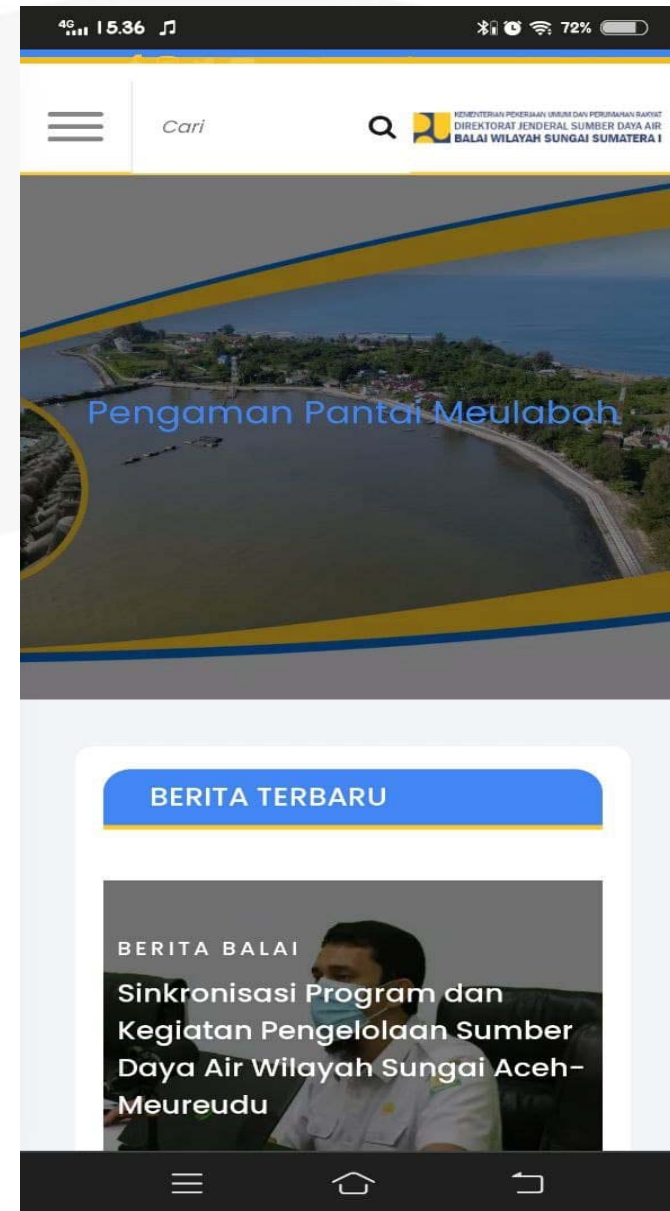 4G 15.36 72%
Cari
KEMENTERIAN PEKERJAAN UMUM DAN PERUMAHAN RAKYAT
DIREKTORAT JENDERAL SUMBER DAYA AIR
BALAI WILAYAH SUNGAI SUMATERA I
Pengaman Pantai Meulaboh
BERITA TERBARU
BERITA BALAI
Sinkronisasi Program dan
Kegiatan Pengelolaan Sumber
Daya Air Wilayah Sungai Aceh-
Meureudu